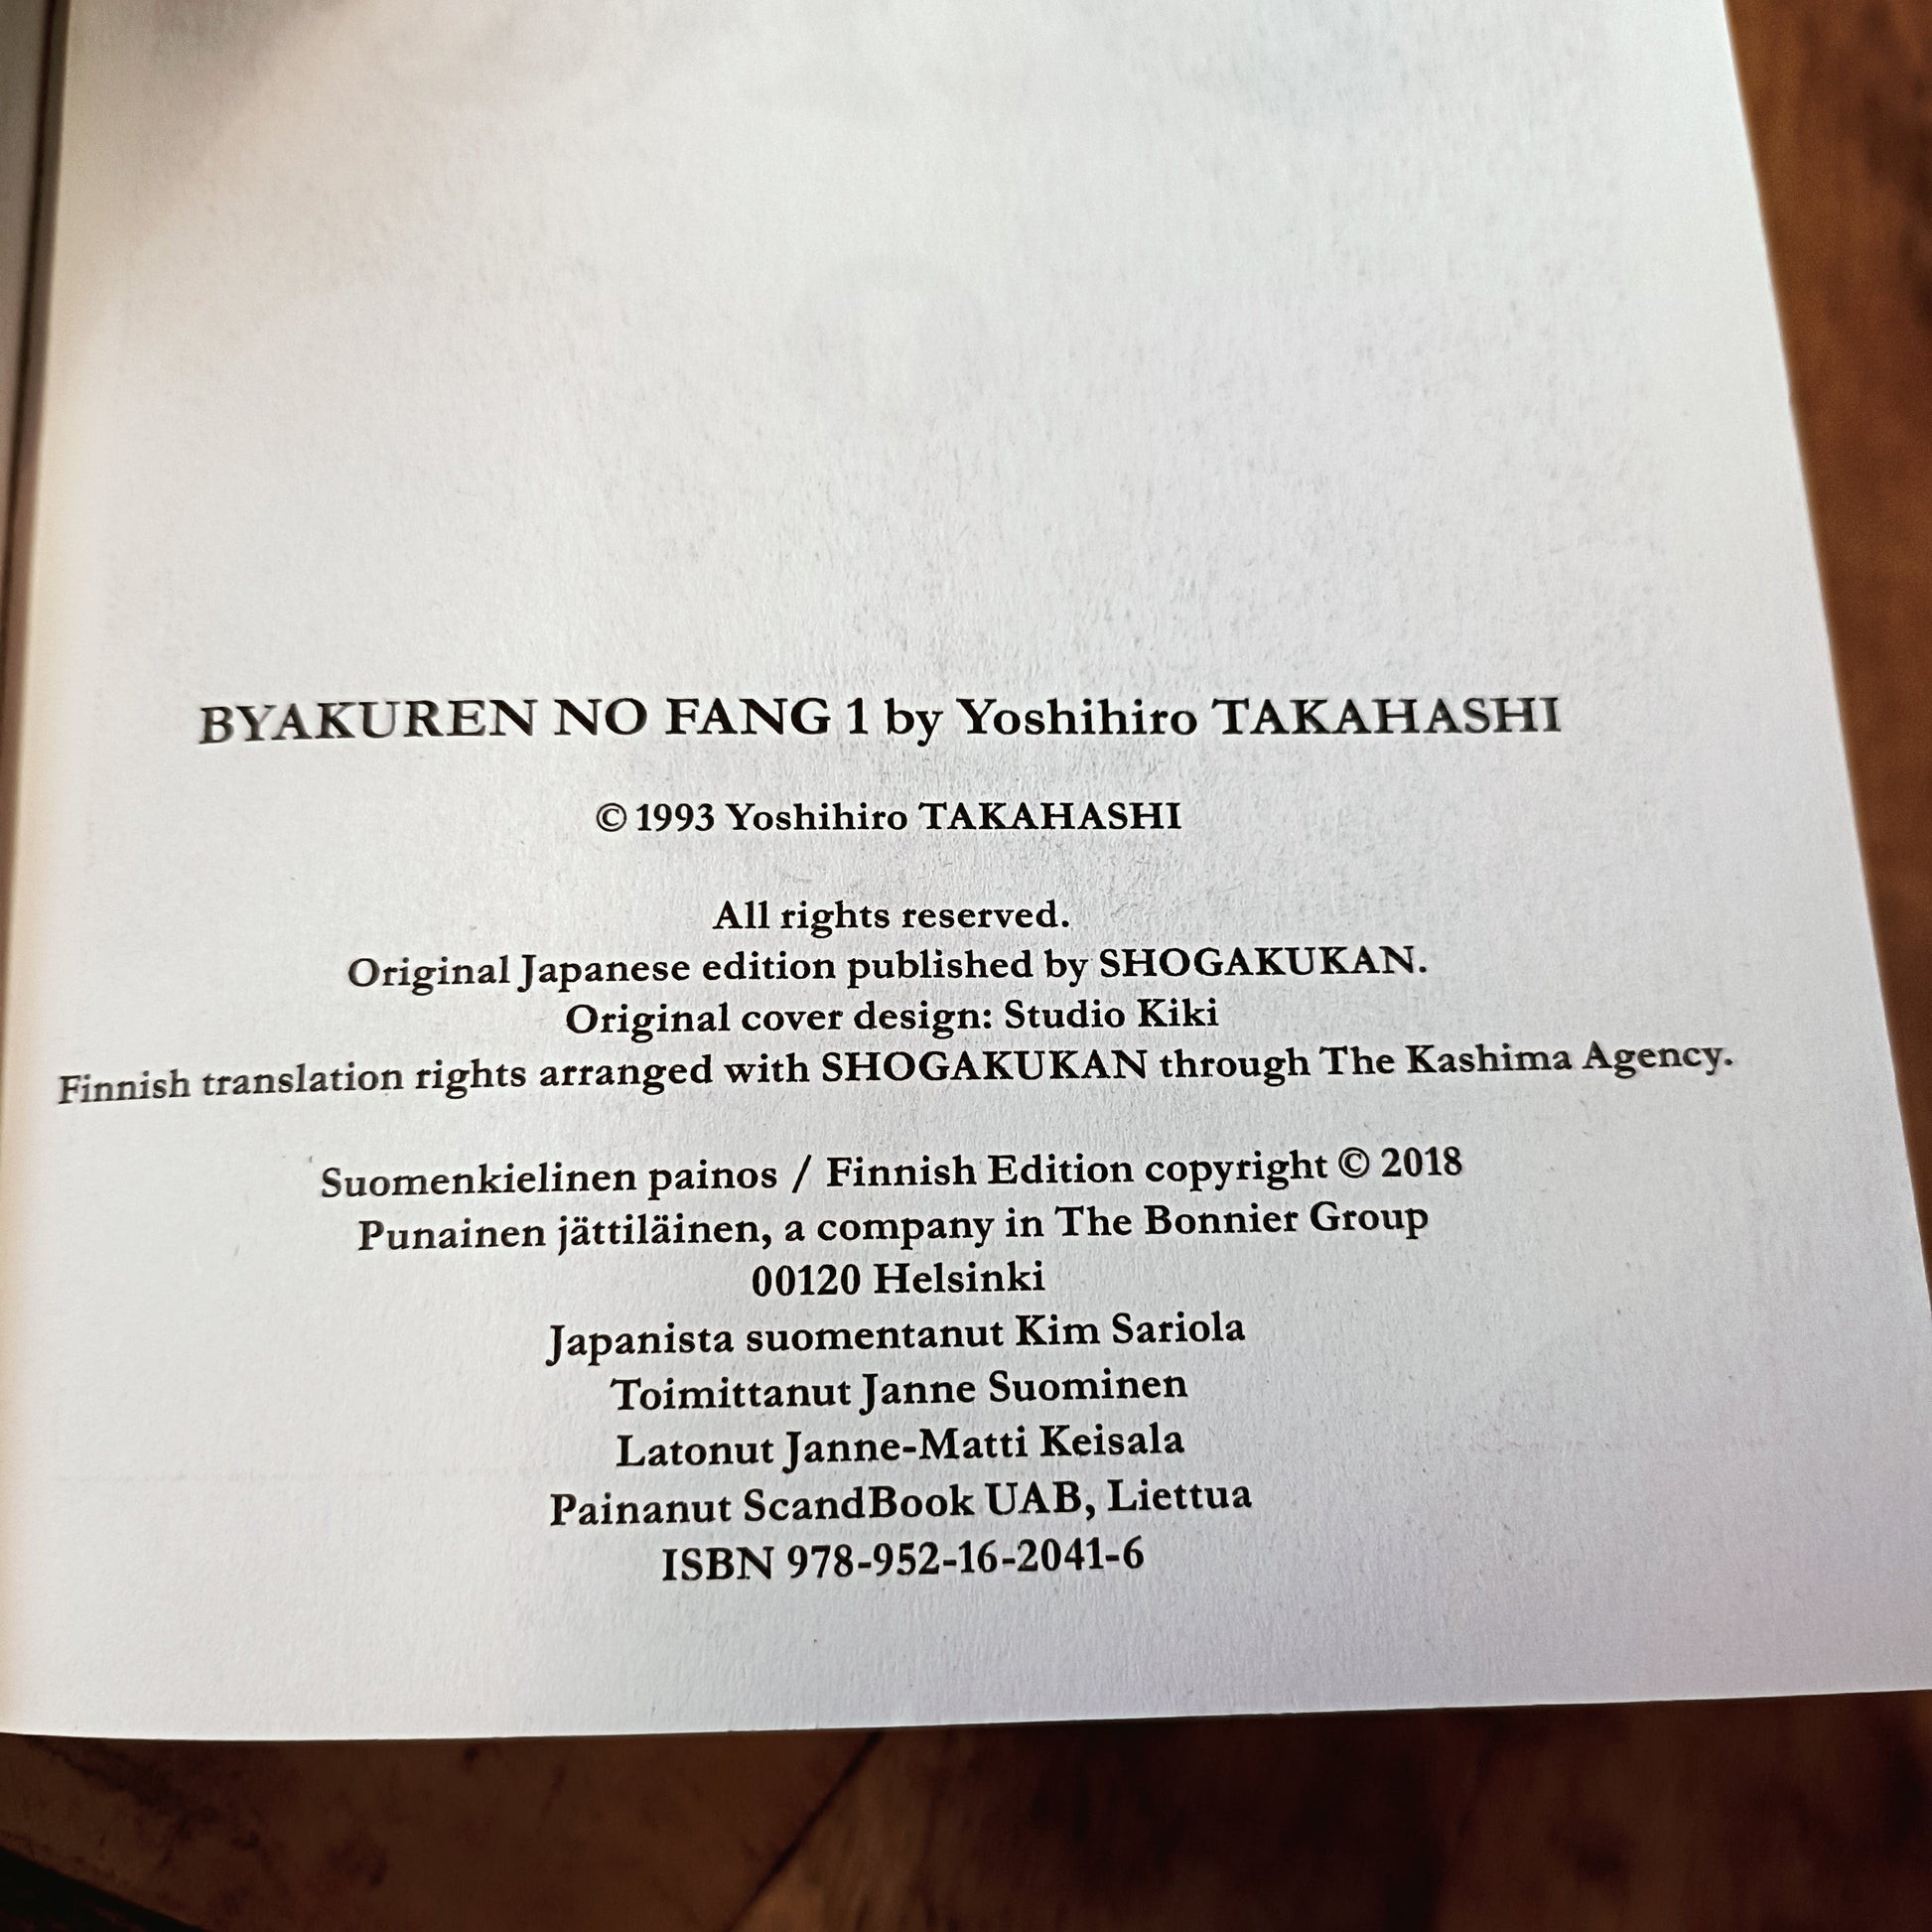 BYAKUREN NO FANG 1 by Yoshihiro TAKAHASHI
© 1993 Yoshihiro TAKAHASHI
All rights reserved.
Original Japanese edition published by SHOGAKUKAN.
Original cover design: Studio Kiki
Finnish translation rights arranged with SHOGAKUKAN through The Kashima Agency.
Suomenkielinen painos / Finnish Edition copyright © 2018
Punainen jättiläinen, a company in The Bonnier Group
00120 Helsinki
Japanista suomentanut Kim Sariola
Toimittanut Janne Suominen
Latonut Janne-Matti Keisala
Painanut ScandBook UAB, Liettua
ISBN 978-952-16-2041-6